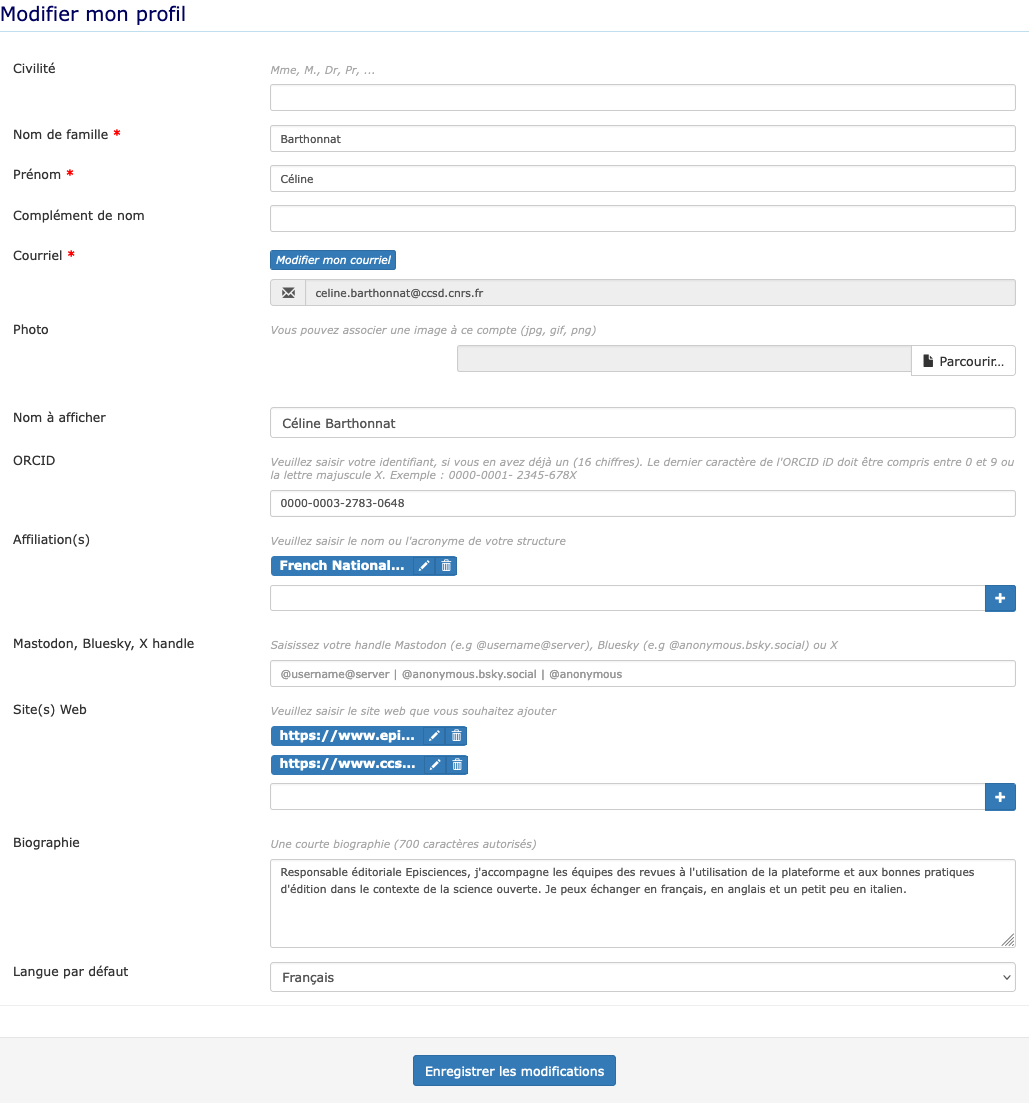 Modifier mon profil
Civilité
Mme, M., Dr, Pr, ...
Nom de famille *
Barthonnat
Prénom *
Céline
Complément de nom
Courriel *
Modifier mon courriel
celine.barthonnat@ccsd.cnrs.fr
Photo
Vous pouvez associer une image à ce compte (jpg, gif, png)
Parcourir...
Nom à afficher
Céline Barthonnat
ORCID
Veuillez saisir votre identifiant, si vous en avez déjà un (16 chiffres). Le dernier caractère de l'ORCID iD doit être compris entre 0 et 9 ou
la lettre majuscule X. Exemple : 0000-0001- 2345-678X
0000-0003-2783-0648
Affiliation(s)
Veuillez saisir le nom ou l'acronyme de votre structure
French National...
Mastodon, Bluesky, X handle
Saisissez votre handle Mastodon (e.g @username@server), Bluesky (e.g @anonymous.bsky.social) ou X
@username@server | @anonymous.bsky.social | @anonymous
Site(s) Web
Veuillez saisir le site web que vous souhaitez ajouter
https://www.epi...
https://www.ccs...
Biographie
Une courte biographie (700 caractères autorisés)
Responsable éditoriale Episciences, j'accompagne les équipes des revues à l'utilisation de la plateforme et aux bonnes pratiques
d'édition dans le contexte de la science ouverte. Je peux échanger en français, en anglais et un petit peu en italien.
Langue par défaut
Français
Enregistrer les modifications